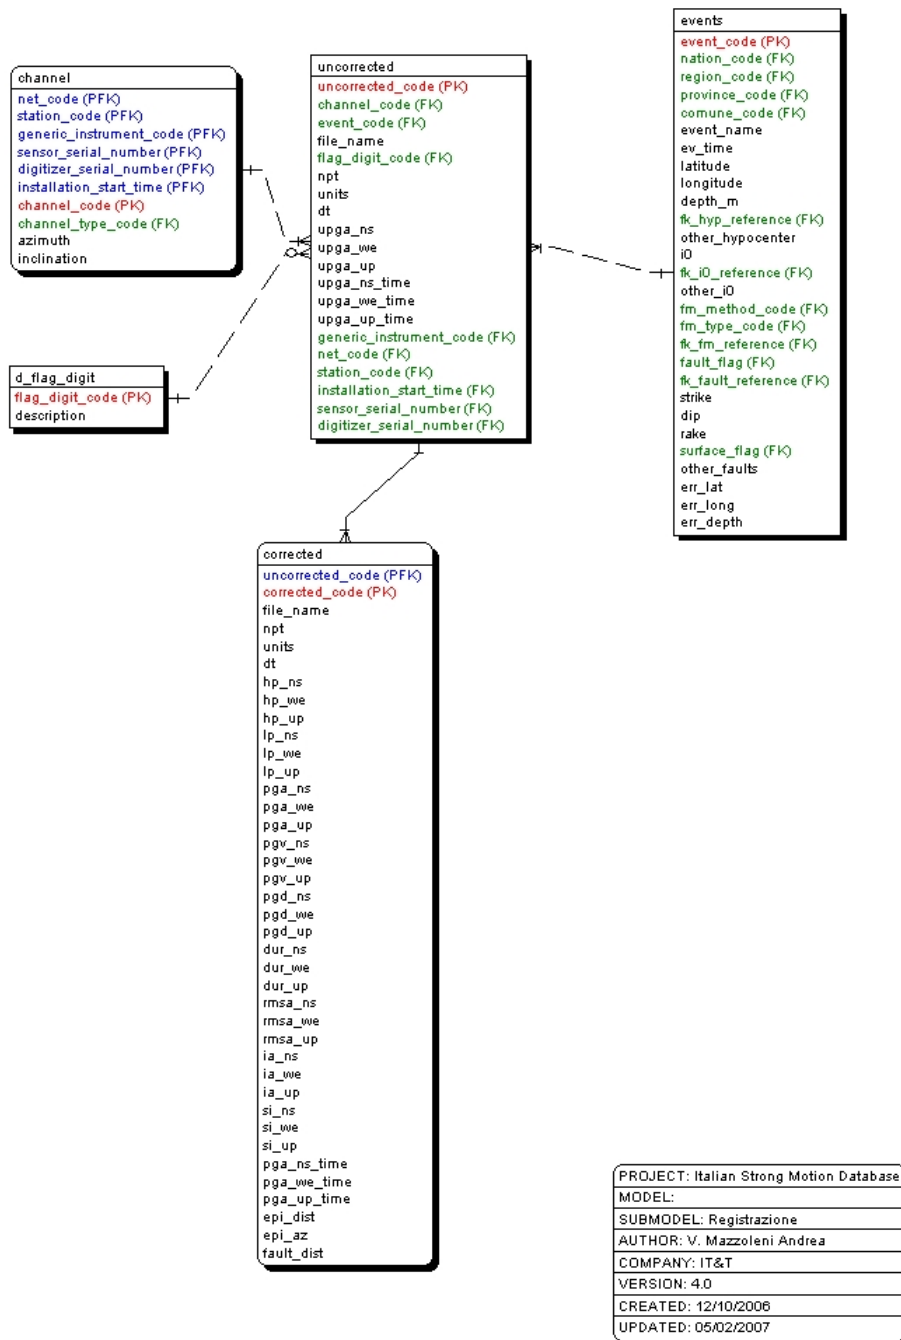 channel
net_code (PFK)
station_code (PFK)
generic_instrument_code (PFK)
sensor_serial_number (PFK)
digitizer_serial_number (PFK)
installation_start_time (PFK)
channel_code (PK)
channel_type_code (FK)
azimuth
inclination
d_flag_digit
flag_digit_code (PK)
description
uncorrected
uncorrected_code (PK)
channel_code (FK)
event_code (FK)
file_name
flag_digit_code (FK)
npt
units
dt
upga_ns
upga_we
upga_up
upga_ns_time
upga_we_time
upga_up_time
generic_instrument_code (FK)
net_code (FK)
station_code (FK)
installation_start_time (FK)
sensor_serial_number (FK)
digitizer_serial_number (FK)
events
event_code (PK)
nation_code (FK)
region_code (FK)
province_code (FK)
comune_code (FK)
event_name
ev_time
latitude
longitude
depth_m
fk_hyp_reference (FK)
other_hypocenter
i0
fk_i0_reference (FK)
other_i0
fm_method_code (FK)
fm_type_code (FK)
fk_fm_reference (FK)
fault_flag (FK)
fk_fault_reference (FK)
strike
dip
rake
surface_flag (FK)
other_faults
err_lat
err_long
err_depth
corrected
uncorrected_code (PFK)
corrected_code (PK)
file_name
npt
units
dt
hp_ns
hp_we
hp_up
lp_ns
lp_we
lp_up
pga_ns
pga_we
pga_up
pgv_ns
pgv_we
pgv_up
pgd_ns
pgd_we
pgd_up
dur_ns
dur_we
dur_up
rmsa_ns
rmsa_we
rmsa_up
ia_ns
ia_we
ia_up
si_ns
si_we
si_up
pga_ns_time
pga_we_time
pga_up_time
epi_dist
epi_az
fault_dist
PROJECT: Italian Strong Motion Database
MODEL:
SUBMODEL: Registrazione
AUTHOR: V. Mazzoleni Andrea
COMPANY: IT&T
VERSION: 4.0
CREATED: 12/10/2006
UPDATED: 05/02/2007